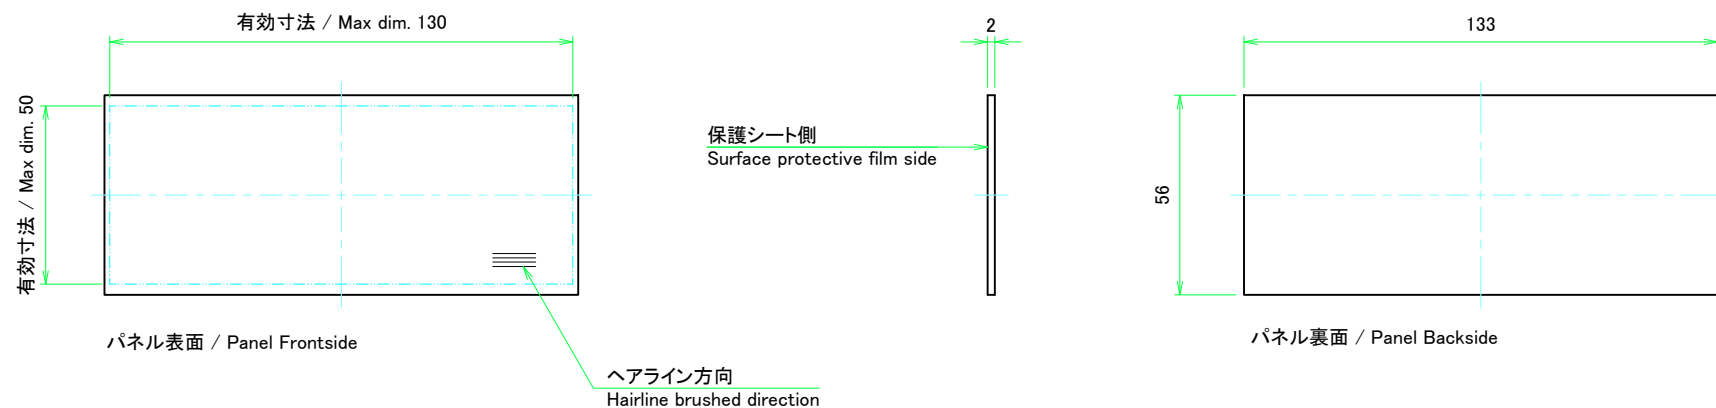 有効寸法 / Max dim. 130
2
133
有効寸法 / Max dim. 50
保護シート側
Surface protective film side
56
パネル表面 / Panel Frontside
パネル裏面 / Panel Backside
ヘアライン方向
Hairline brushed direction